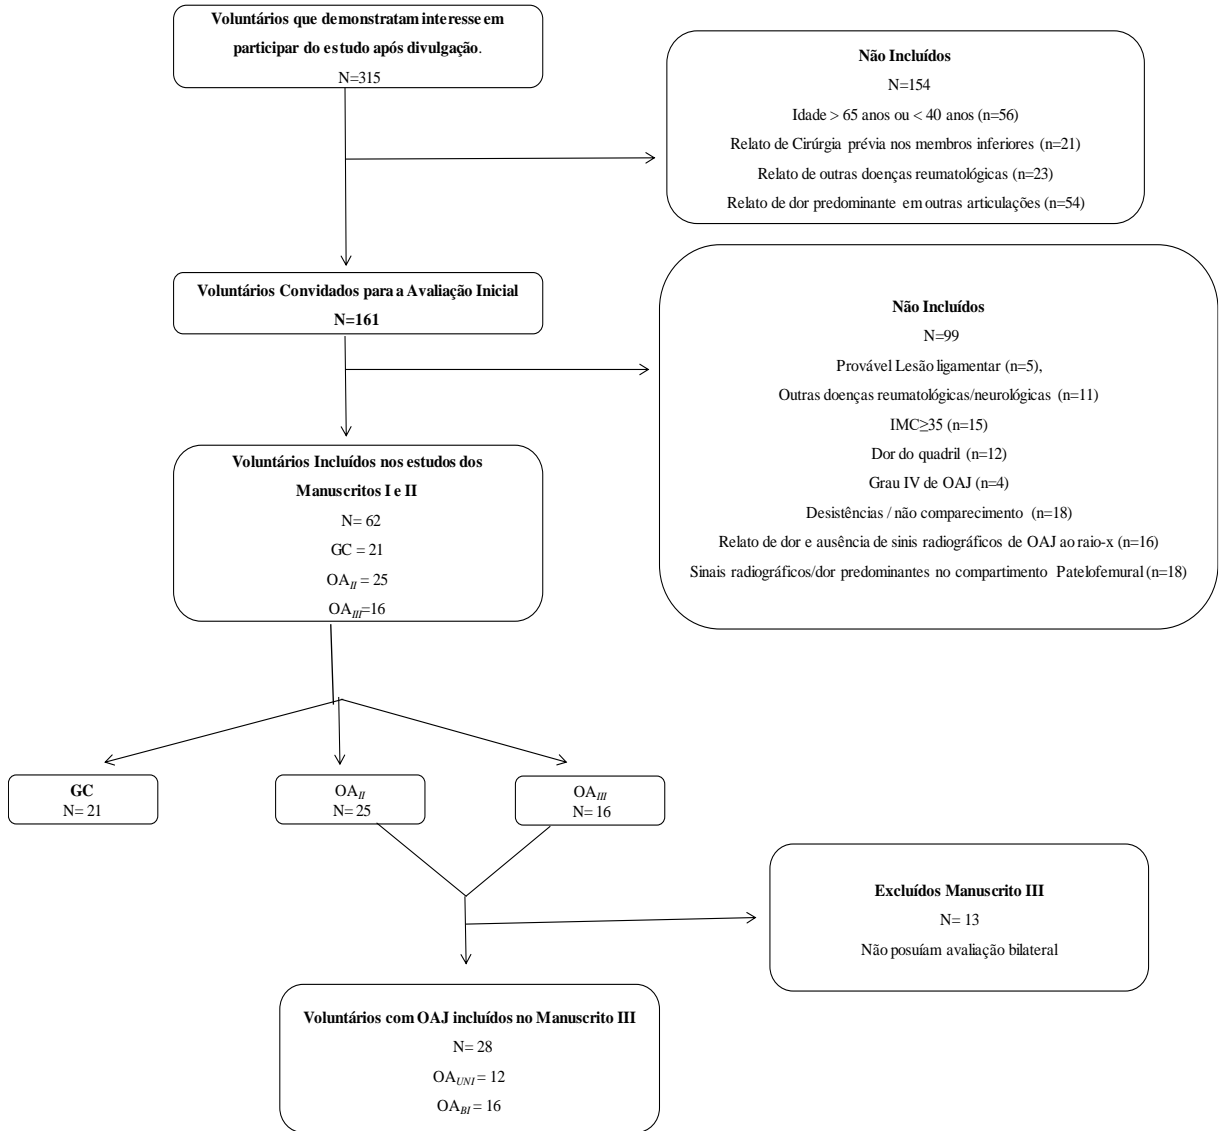 Voluntários que demonstratam interesse em
participar do estudo após divulgação.
N=315
Não Incluídos
N=154
Idade > 65 anos ou < 40 anos (n=56)
Relato de Cirúrgia prévia nos membros inferiores (n=21)
Relato de outras doenças reumatológicas (n=23)
Relato de dor predominante em outras articulações (n=54)
Voluntários Convidados para a Avaliação Inicial
N=161
Não Incluídos
N=99
Provável Lesão ligamentar (n=5),
Outras doenças reumatológicas/neurológicas (n=11)
IMC≥35 (n=15)
Dor do quadril (n=12)
Grau IV de OAJ (n=4)
Desistências / não comparecimento (n=18)
Relato de dor e ausência de sinis radiográficos de OAJ ao raio-x (n=16)
Sinais radiográficos/dor predominantes no compartimento Patelofemural (n=18)
Voluntários Incluídos nos estudos dos
Manuscritos I e II
N= 62
GC = 21
OAII = 25
OAIII=16
GC
N= 21
OAII
N= 25
OAIII
N= 16
Excluídos Manuscrito III
N= 13
Não posuíam avaliação bilateral
Voluntários com OAJ incluídos no Manuscrito III
N= 28
OAUNI = 12
OABI = 16